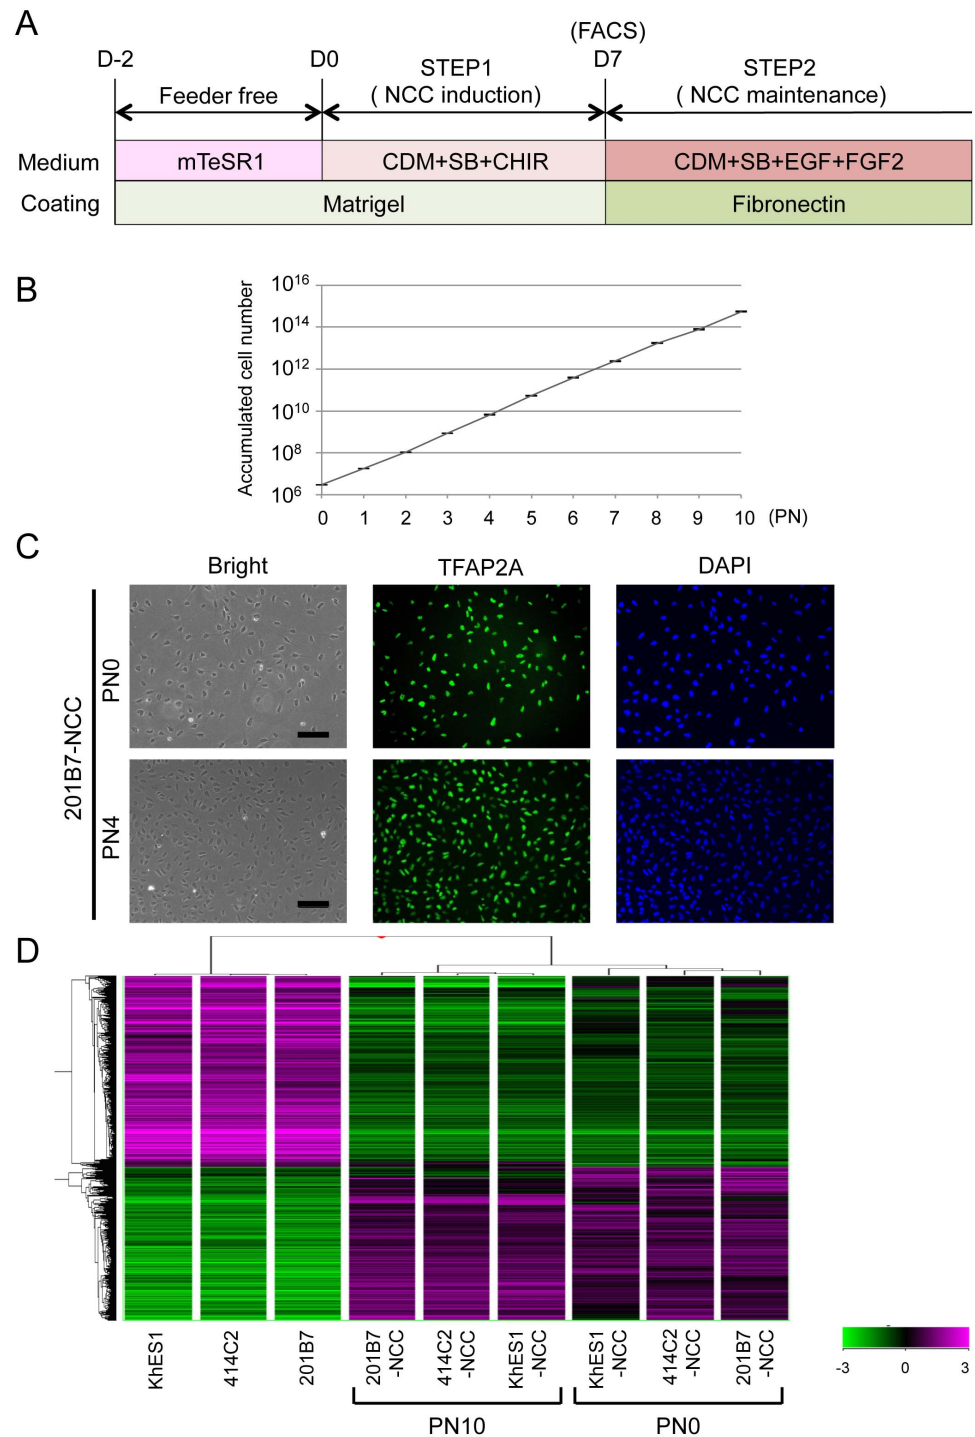 A
(FACS)
D-2 D0 D7
STEP1 STEP2
Feeder free ( NCC induction) ( NCC maintenance)
Medium mTeSR1 CDM+SB+CHIR CDM+SB+EGF+FGF2
Coating Matrigel Fibronectin
B
Accumulated cell number
10^16
10^14
10^12
10^10
10^8
10^6
0 1 2 3 4 5 6 7 8 9 10 (PN)
C
Bright TFAP2A DAPI
201B7-NCC
PN0
PN4
D
KhES1
414C2
201B7
201B7
-NCC
414C2
-NCC
KhES1
-NCC
KhES1
-NCC
414C2
-NCC
201B7
-NCC
PN10 PN0
-3 0 3